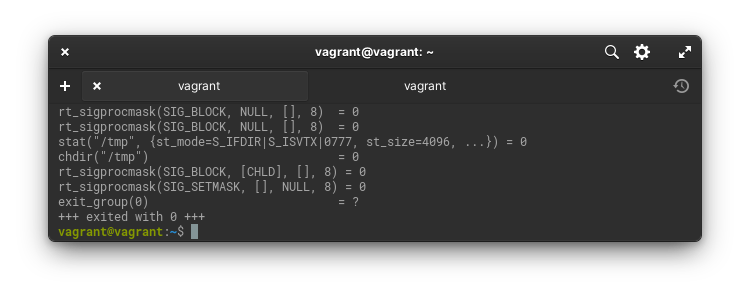 vagrant@vagrant: ~
vagrant vagrant
rt_sigprocmask(SIG_BLOCK, NULL, [], 8)  = 0
rt_sigprocmask(SIG_BLOCK, NULL, [], 8)  = 0
stat("/tmp", {st_mode=S_IFDIR|S_ISVTX|0777, st_size=4096, ...}) = 0
chdir("/tmp")                           = 0
rt_sigprocmask(SIG_BLOCK, [CHLD], [], 8) = 0
rt_sigprocmask(SIG_SETMASK, [], NULL, 8) = 0
exit_group(0)                           = ?
+++ exited with 0 +++
vagrant@vagrant:~$